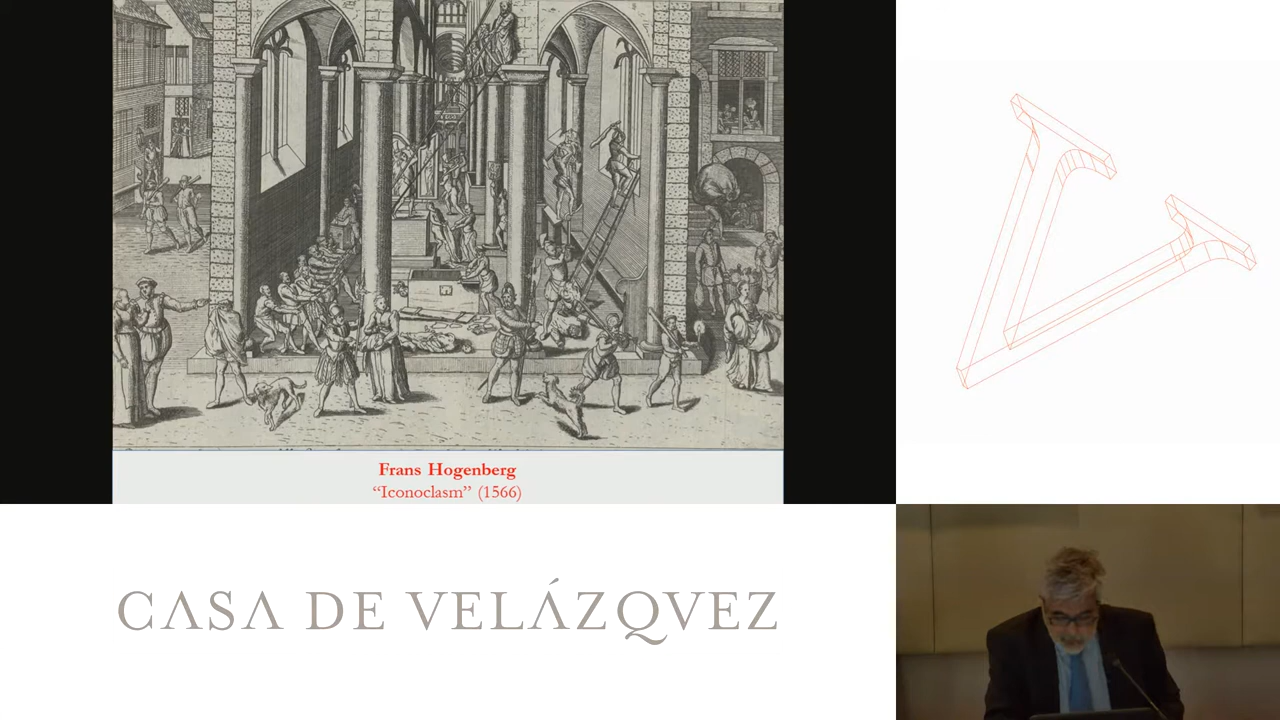 Frans Hogenberg
“Iconoclasm” (1566)
CASA DE VELÁZQVEZ